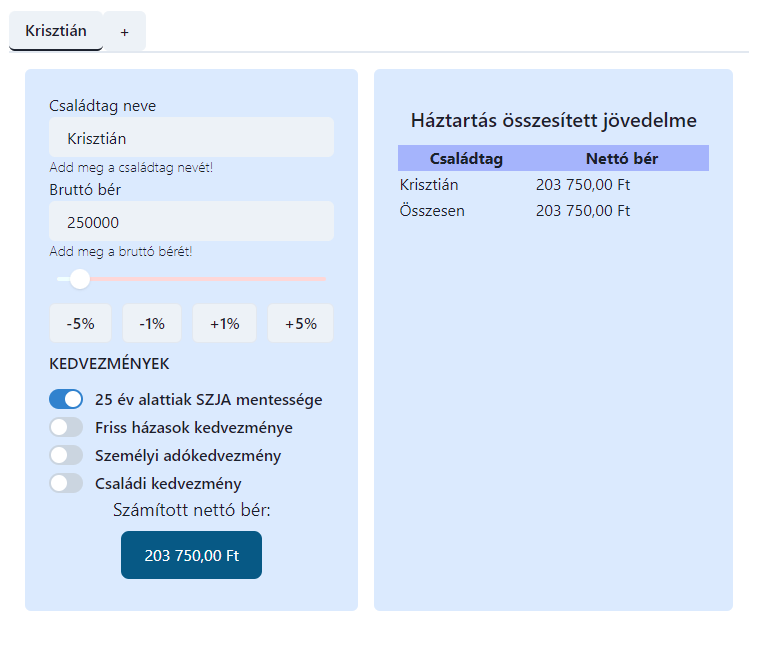 Krisztián +
Családtag neve
Krisztián
Add meg a családtag nevét!
Bruttó bér
250000
Add meg a bruttó bérét!
-5% -1% +1% +5%
KEDVEZMÉNYEK
25 év alattiak SZJA mentessége
Friss házasok kedvezménye
Személyi adókedvezmény
Családi kedvezmény
Számított nettó bér:
203 750,00 Ft
Háztartás összesített jövedelme
Családtag Nettó bér
Krisztián 203 750,00 Ft
Összesen 203 750,00 Ft